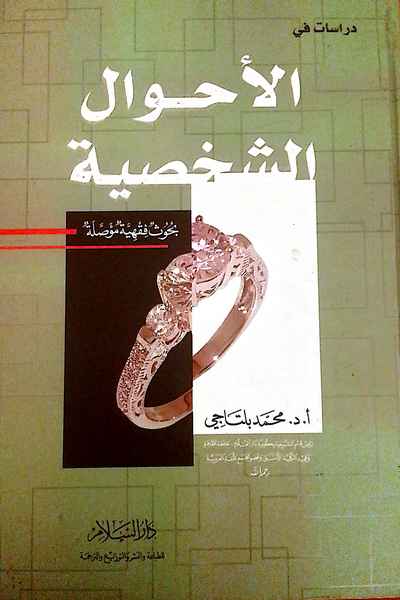 دراسات في
الأحوال
الشخصية
بحوث فقهية مؤصلة
أ.د. محمد بلتاجي
دار السلام
للطباعة والنشر والتوزيع والترجمة